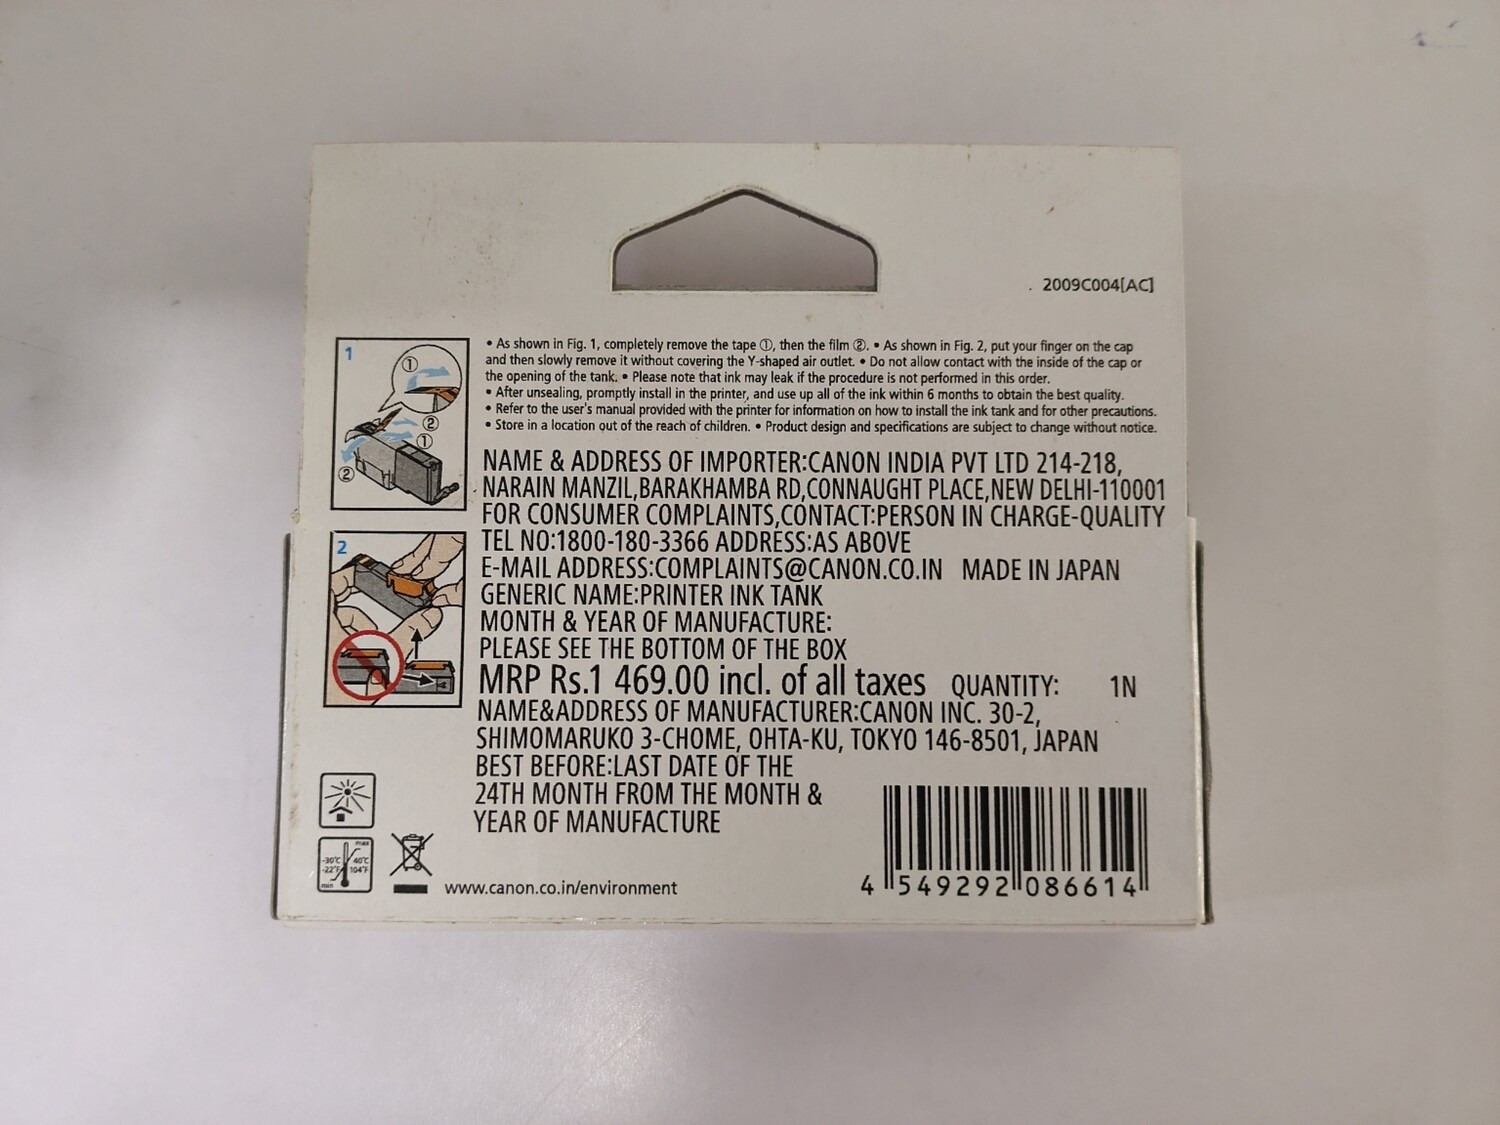 . 2009C004[AC]
1
①
②
①
②
• As shown in Fig. 1, completely remove the tape ①, then the film ②. • As shown in Fig. 2, put your finger on the cap
and then slowly remove it without covering the Y-shaped air outlet. • Do not allow contact with the inside of the cap or
the opening of the tank. • Please note that ink may leak if the procedure is not performed in this order.
• After unsealing, promptly install in the printer, and use up all of the ink within 6 months to obtain the best quality.
• Refer to the user's manual provided with the printer for information on how to install the ink tank and for other precautions.
• Store in a location out of the reach of children. • Product design and specifications are subject to change without notice.
NAME & ADDRESS OF IMPORTER:CANON INDIA PVT LTD 214-218,
NARAIN MANZIL,BARAKHAMBA RD,CONNAUGHT PLACE,NEW DELHI-110001
FOR CONSUMER COMPLAINTS,CONTACT:PERSON IN CHARGE-QUALITY
TEL NO:1800-180-3366 ADDRESS:AS ABOVE
E-MAIL ADDRESS:COMPLAINTS@CANON.CO.IN MADE IN JAPAN
GENERIC NAME:PRINTER INK TANK
MONTH & YEAR OF MANUFACTURE:
PLEASE SEE THE BOTTOM OF THE BOX
MRP Rs.1 469.00 incl. of all taxes QUANTITY: 1N
NAME&ADDRESS OF MANUFACTURER:CANON INC. 30-2,
SHIMOMARUKO 3-CHOME, OHTA-KU, TOKYO 146-8501, JAPAN
BEST BEFORE:LAST DATE OF THE
24TH MONTH FROM THE MONTH &
YEAR OF MANUFACTURE
2
max
-30°C 40°C
-22°F 104°F
min
www.canon.co.in/environment
4 549292 086614